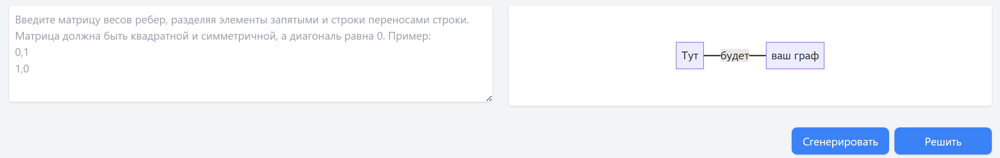 Введите матрицу весов ребер, разделяя элементы запятыми и строки переносами строки.
Матрица должна быть квадратной и симметричной, а диагональ равна 0. Пример:
0,1
1,0
Тут будет ваш граф
Сгенерировать Решить